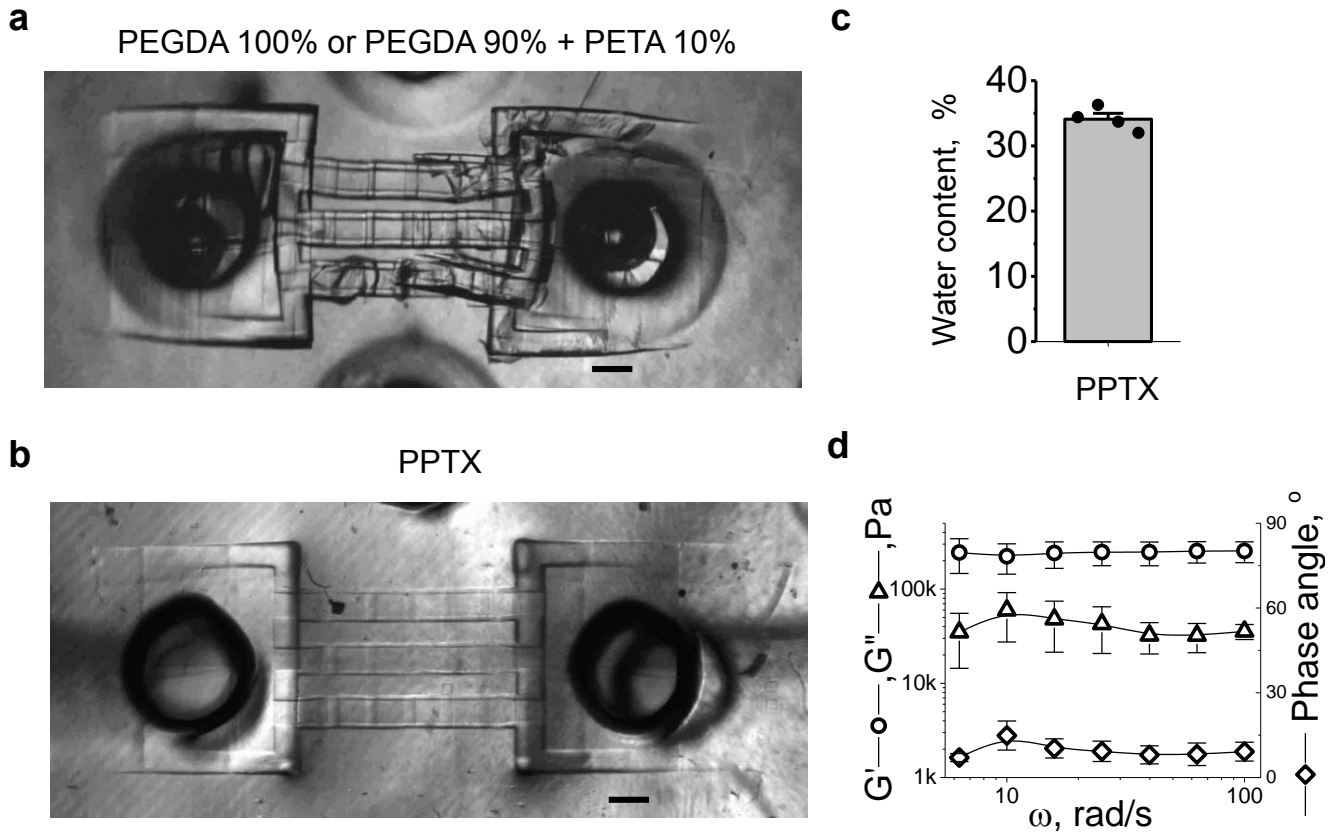 a
PEGDA 100% or PEGDA 90% + PETA 10%
b
PPTX
c
Water content, %
40
30
20
10
0
PPTX
d
G' , G'' , Pa
100k
10k
1k
10
100
ω, rad/s
90
60
30
0
Phase angle, °